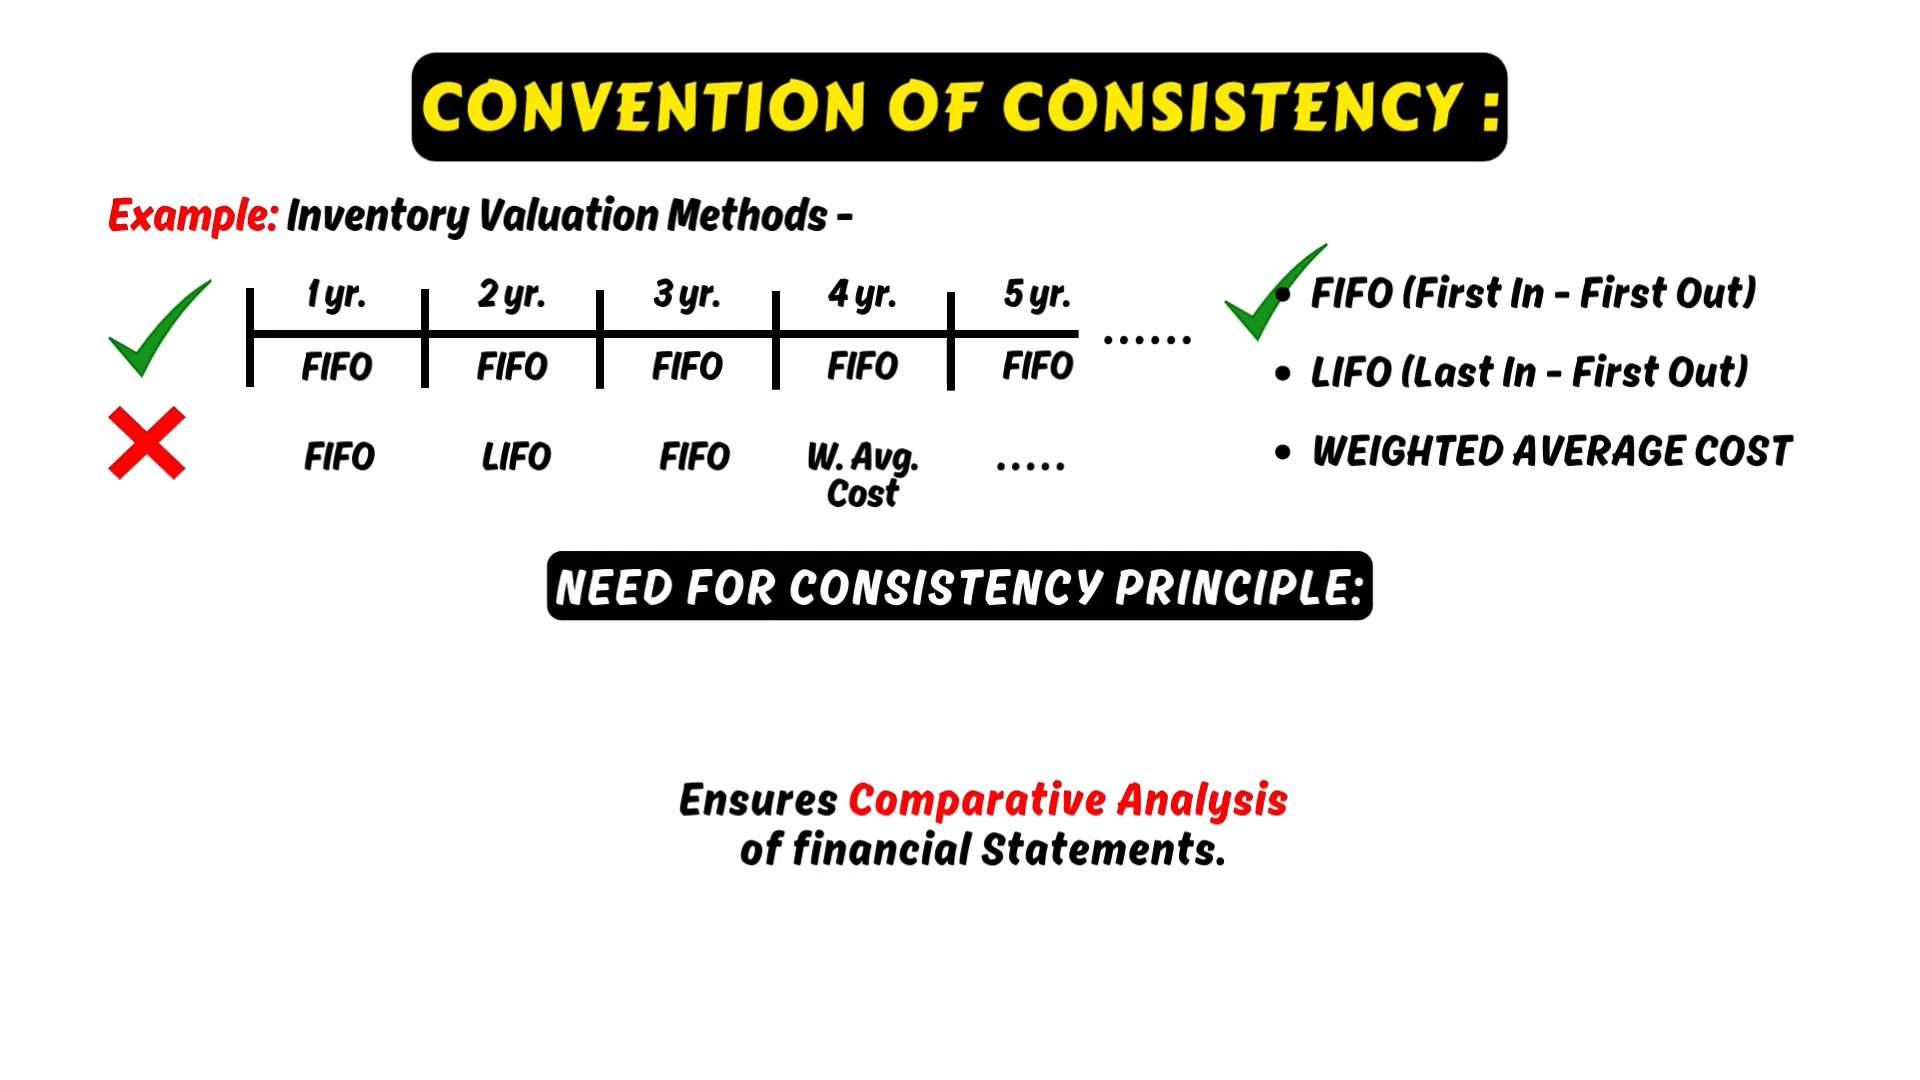 CONVENTION OF CONSISTENCY :
Example: Inventory Valuation Methods -
1 yr. 2 yr. 3 yr. 4 yr. 5 yr.
FIFO FIFO FIFO FIFO FIFO ......
FIFO LIFO FIFO W. Avg. Cost .....
• FIFO (First In - First Out)
• LIFO (Last In - First Out)
• WEIGHTED AVERAGE COST
NEED FOR CONSISTENCY PRINCIPLE:
Ensures Comparative Analysis
of financial Statements.